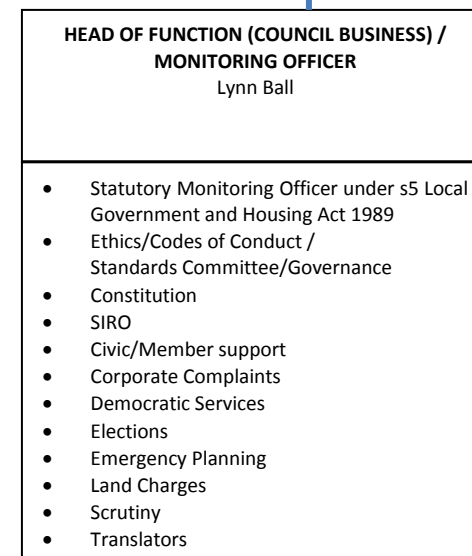 HEAD OF FUNCTION (COUNCIL BUSINESS) /
MONITORING OFFICER
Lynn Ball
• Statutory Monitoring Officer under s5 Local
Government and Housing Act 1989
• Ethics/Codes of Conduct /
Standards Committee/Governance
• Constitution
• SIRO
• Civic/Member support
• Corporate Complaints
• Democratic Services
• Elections
• Emergency Planning
• Land Charges
• Scrutiny
• Translators